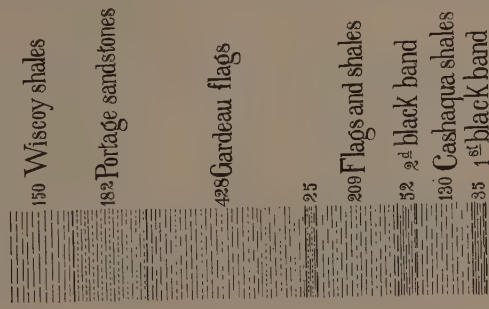 150 Wiscoy shales
182 Portage sandstones
428 Gardeau flags
25
209 Flags and shales
52 2d black band
130 Cashaqua shales
35 1st black band